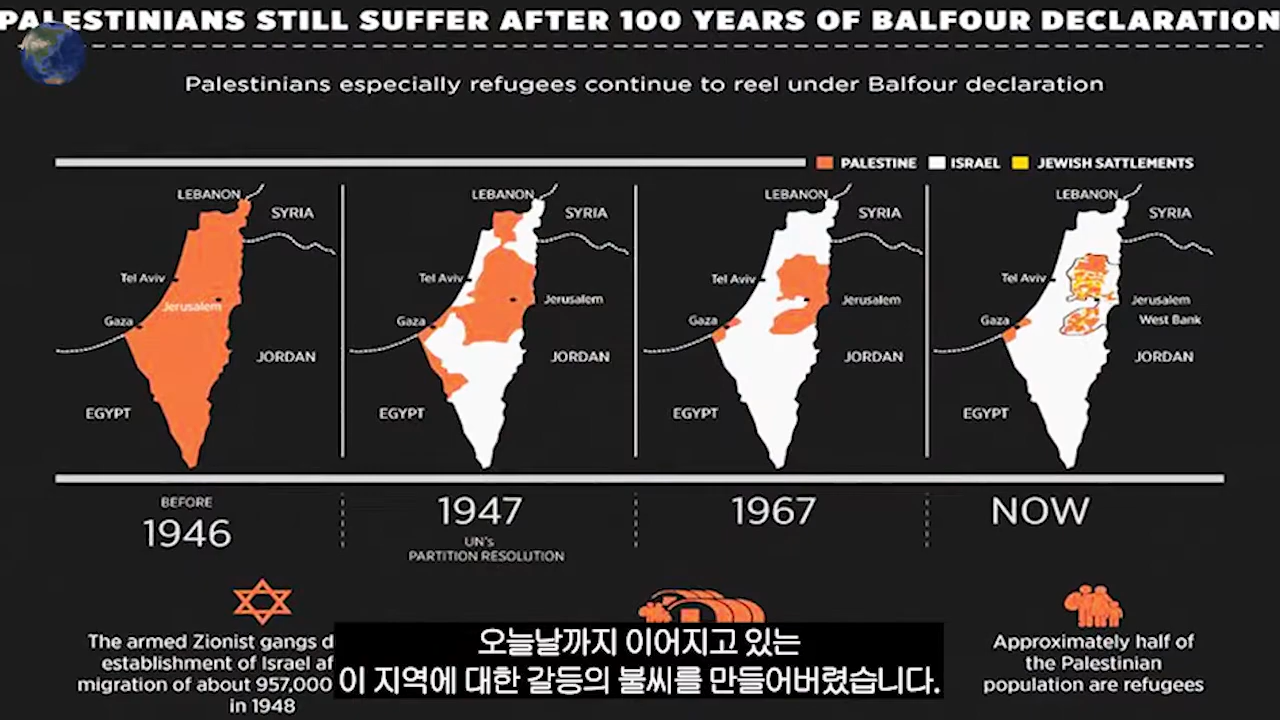 PALESTINIANS STILL SUFFER AFTER 100 YEARS OF BALFOUR DECLARATION
Palestinians especially refugees continue to reel under Balfour declaration
PALESTINE ISRAEL JEWISH SATTLEMENTS
LEBANON
SYRIA
Tel Aviv
Jerusalem
Gaza
JORDAN
EGYPT
BEFORE
1946
LEBANON
SYRIA
Tel Aviv
Jerusalem
Gaza
JORDAN
EGYPT
1947
UN's
PARTITION RESOLUTION
LEBANON
SYRIA
Tel Aviv
Jerusalem
Gaza
JORDAN
EGYPT
1967
LEBANON
SYRIA
Tel Aviv
Jerusalem
Gaza
West Bank
JORDAN
EGYPT
NOW
The armed Zionist gangs
establishment of Israel
migration of about 957,000
in 1948
Approximately half of
the Palestinian
population are refugees
오늘날까지 이어지고 있는
이 지역에 대한 갈등의 불씨를 만들어버렸습니다.